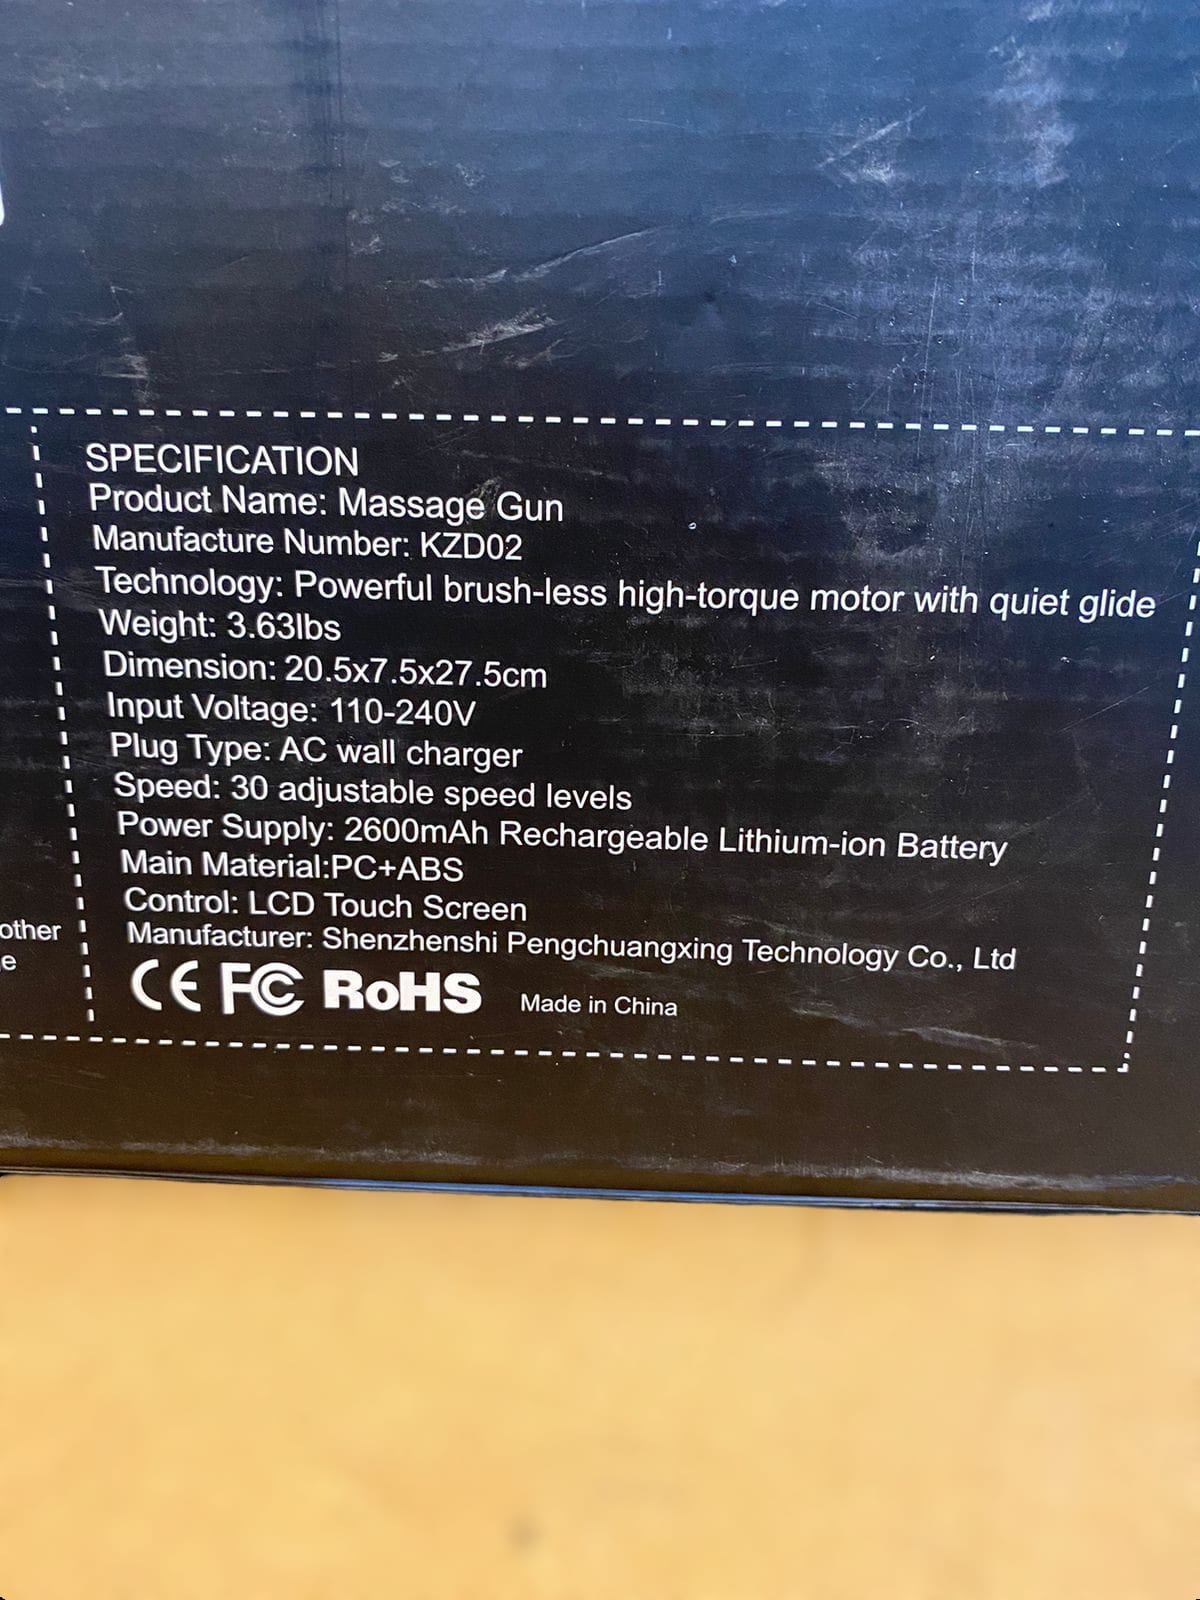 SPECIFICATION
Product Name: Massage Gun
Manufacture Number: KZD02
Technology: Powerful brush-less high-torque motor with quiet glide
Weight: 3.63lbs
Dimension: 20.5x7.5x27.5cm
Input Voltage: 110-240V
Plug Type: AC wall charger
Speed: 30 adjustable speed levels
Power Supply: 2600mAh Rechargeable Lithium-ion Battery
Main Material:PC+ABS
Control: LCD Touch Screen
Manufacturer: Shenzhenshi Pengchuangxing Technology Co., Ltd
CE FC RoHS Made in China
other
e